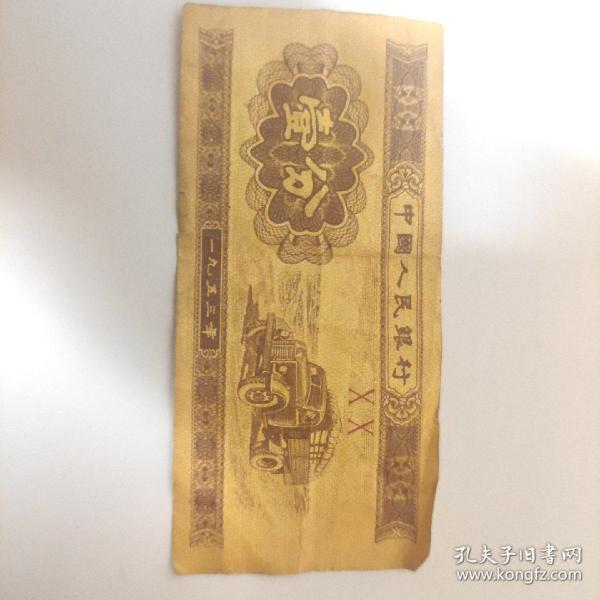 中國人民銀行
壹分
XX
一九五三年
孔夫子旧書网
www.kongfz.com